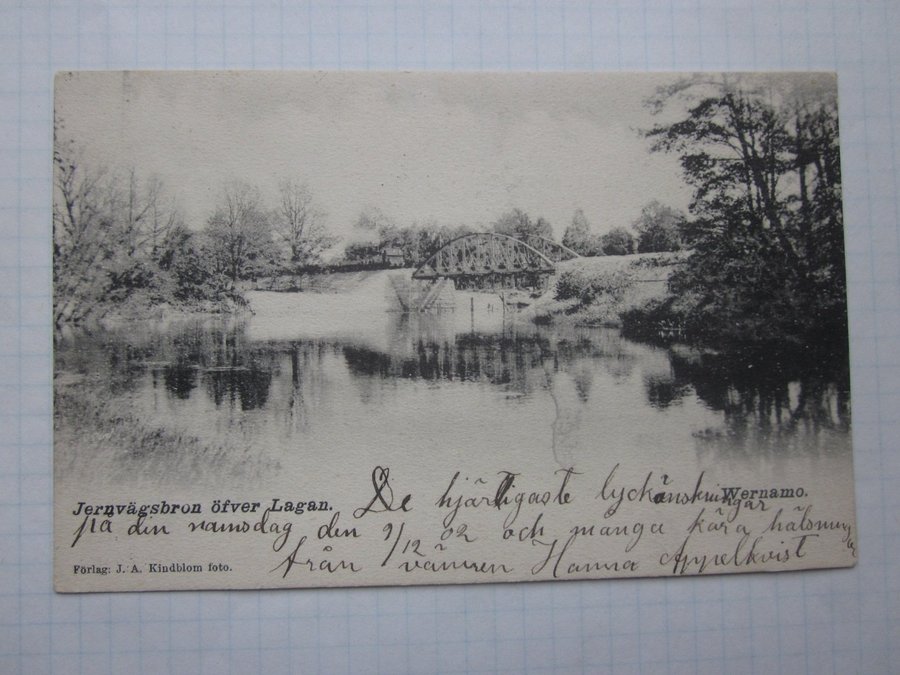 Jernvägsbron öfver Lagan.
De hjärtligaste lyckönskningar
Wernamo.
på din namsdag den 9/12 02 och många kära hälsningar
från vännen Hanna Appelkvist
Förlag: J. A. Kindblom foto.